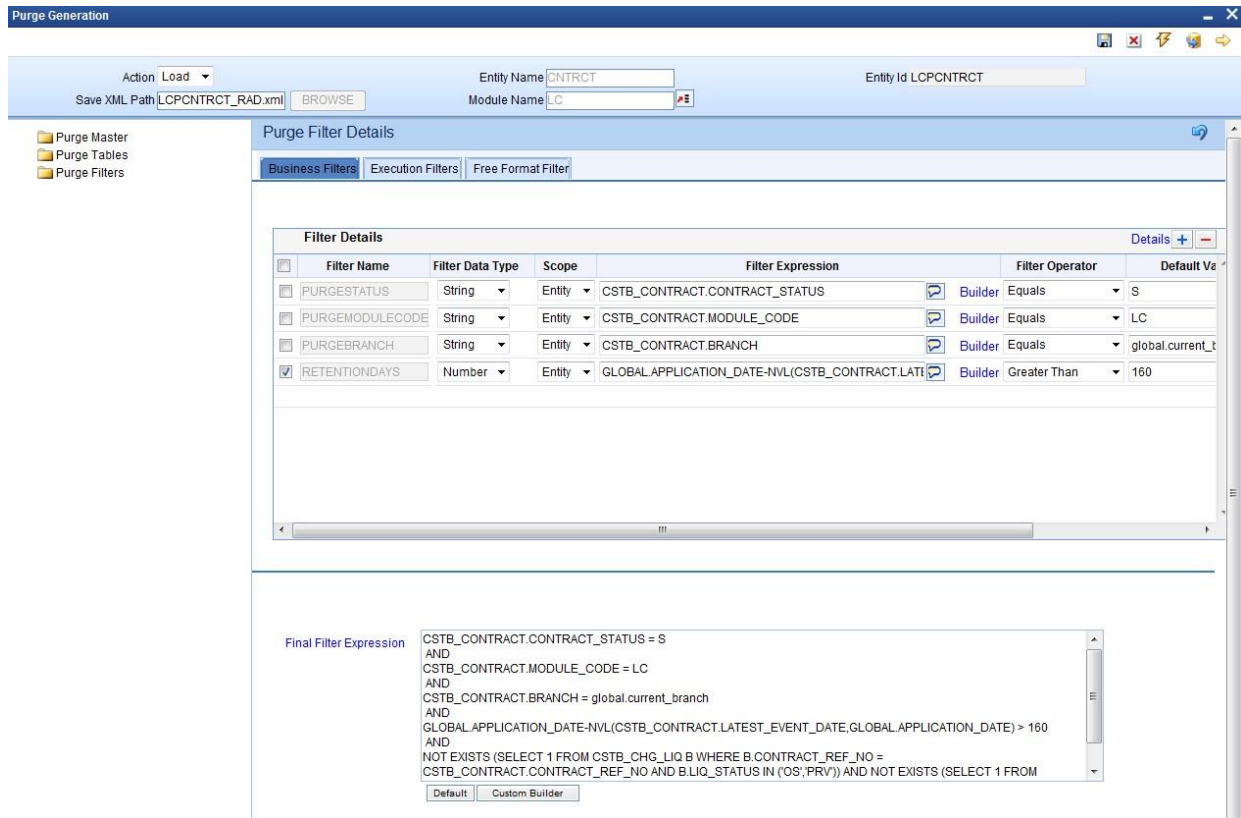 Purge Generation
Action Load Entity Name CNTRCT Entity Id LCPCNTRCT
Save XML Path LCPCNTRCT_RAD.xml BROWSE Module Name LC
Purge Master
Purge Tables
Purge Filters
Purge Filter Details
Business Filters Execution Filters Free Format Filter
Filter Details Details
Filter Name Filter Data Type Scope Filter Expression Filter Operator Default Va
PURGESTATUS String Entity CSTB_CONTRACT.CONTRACT_STATUS Builder Equals S
PURGEMODULECODE String Entity CSTB_CONTRACT.MODULE_CODE Builder Equals LC
PURGEBRANCH String Entity CSTB_CONTRACT.BRANCH Builder Equals global.current_b
RETENTIONDAYS Number Entity GLOBAL.APPLICATION_DATE-NVL(CSTB_CONTRACT.LATE Builder Greater Than 160
Final Filter Expression
CSTB_CONTRACT.CONTRACT_STATUS = S
AND
CSTB_CONTRACT.MODULE_CODE = LC
AND
CSTB_CONTRACT.BRANCH = global.current_branch
AND
GLOBAL.APPLICATION_DATE-NVL(CSTB_CONTRACT.LATEST_EVENT_DATE,GLOBAL.APPLICATION_DATE) > 160
AND
NOT EXISTS (SELECT 1 FROM CSTB_CHG_LIQ B WHERE B.CONTRACT_REF_NO =
CSTB_CONTRACT.CONTRACT_REF_NO AND B.LIQ_STATUS IN ('OS','PRV')) AND NOT EXISTS (SELECT 1 FROM
Default Custom Builder